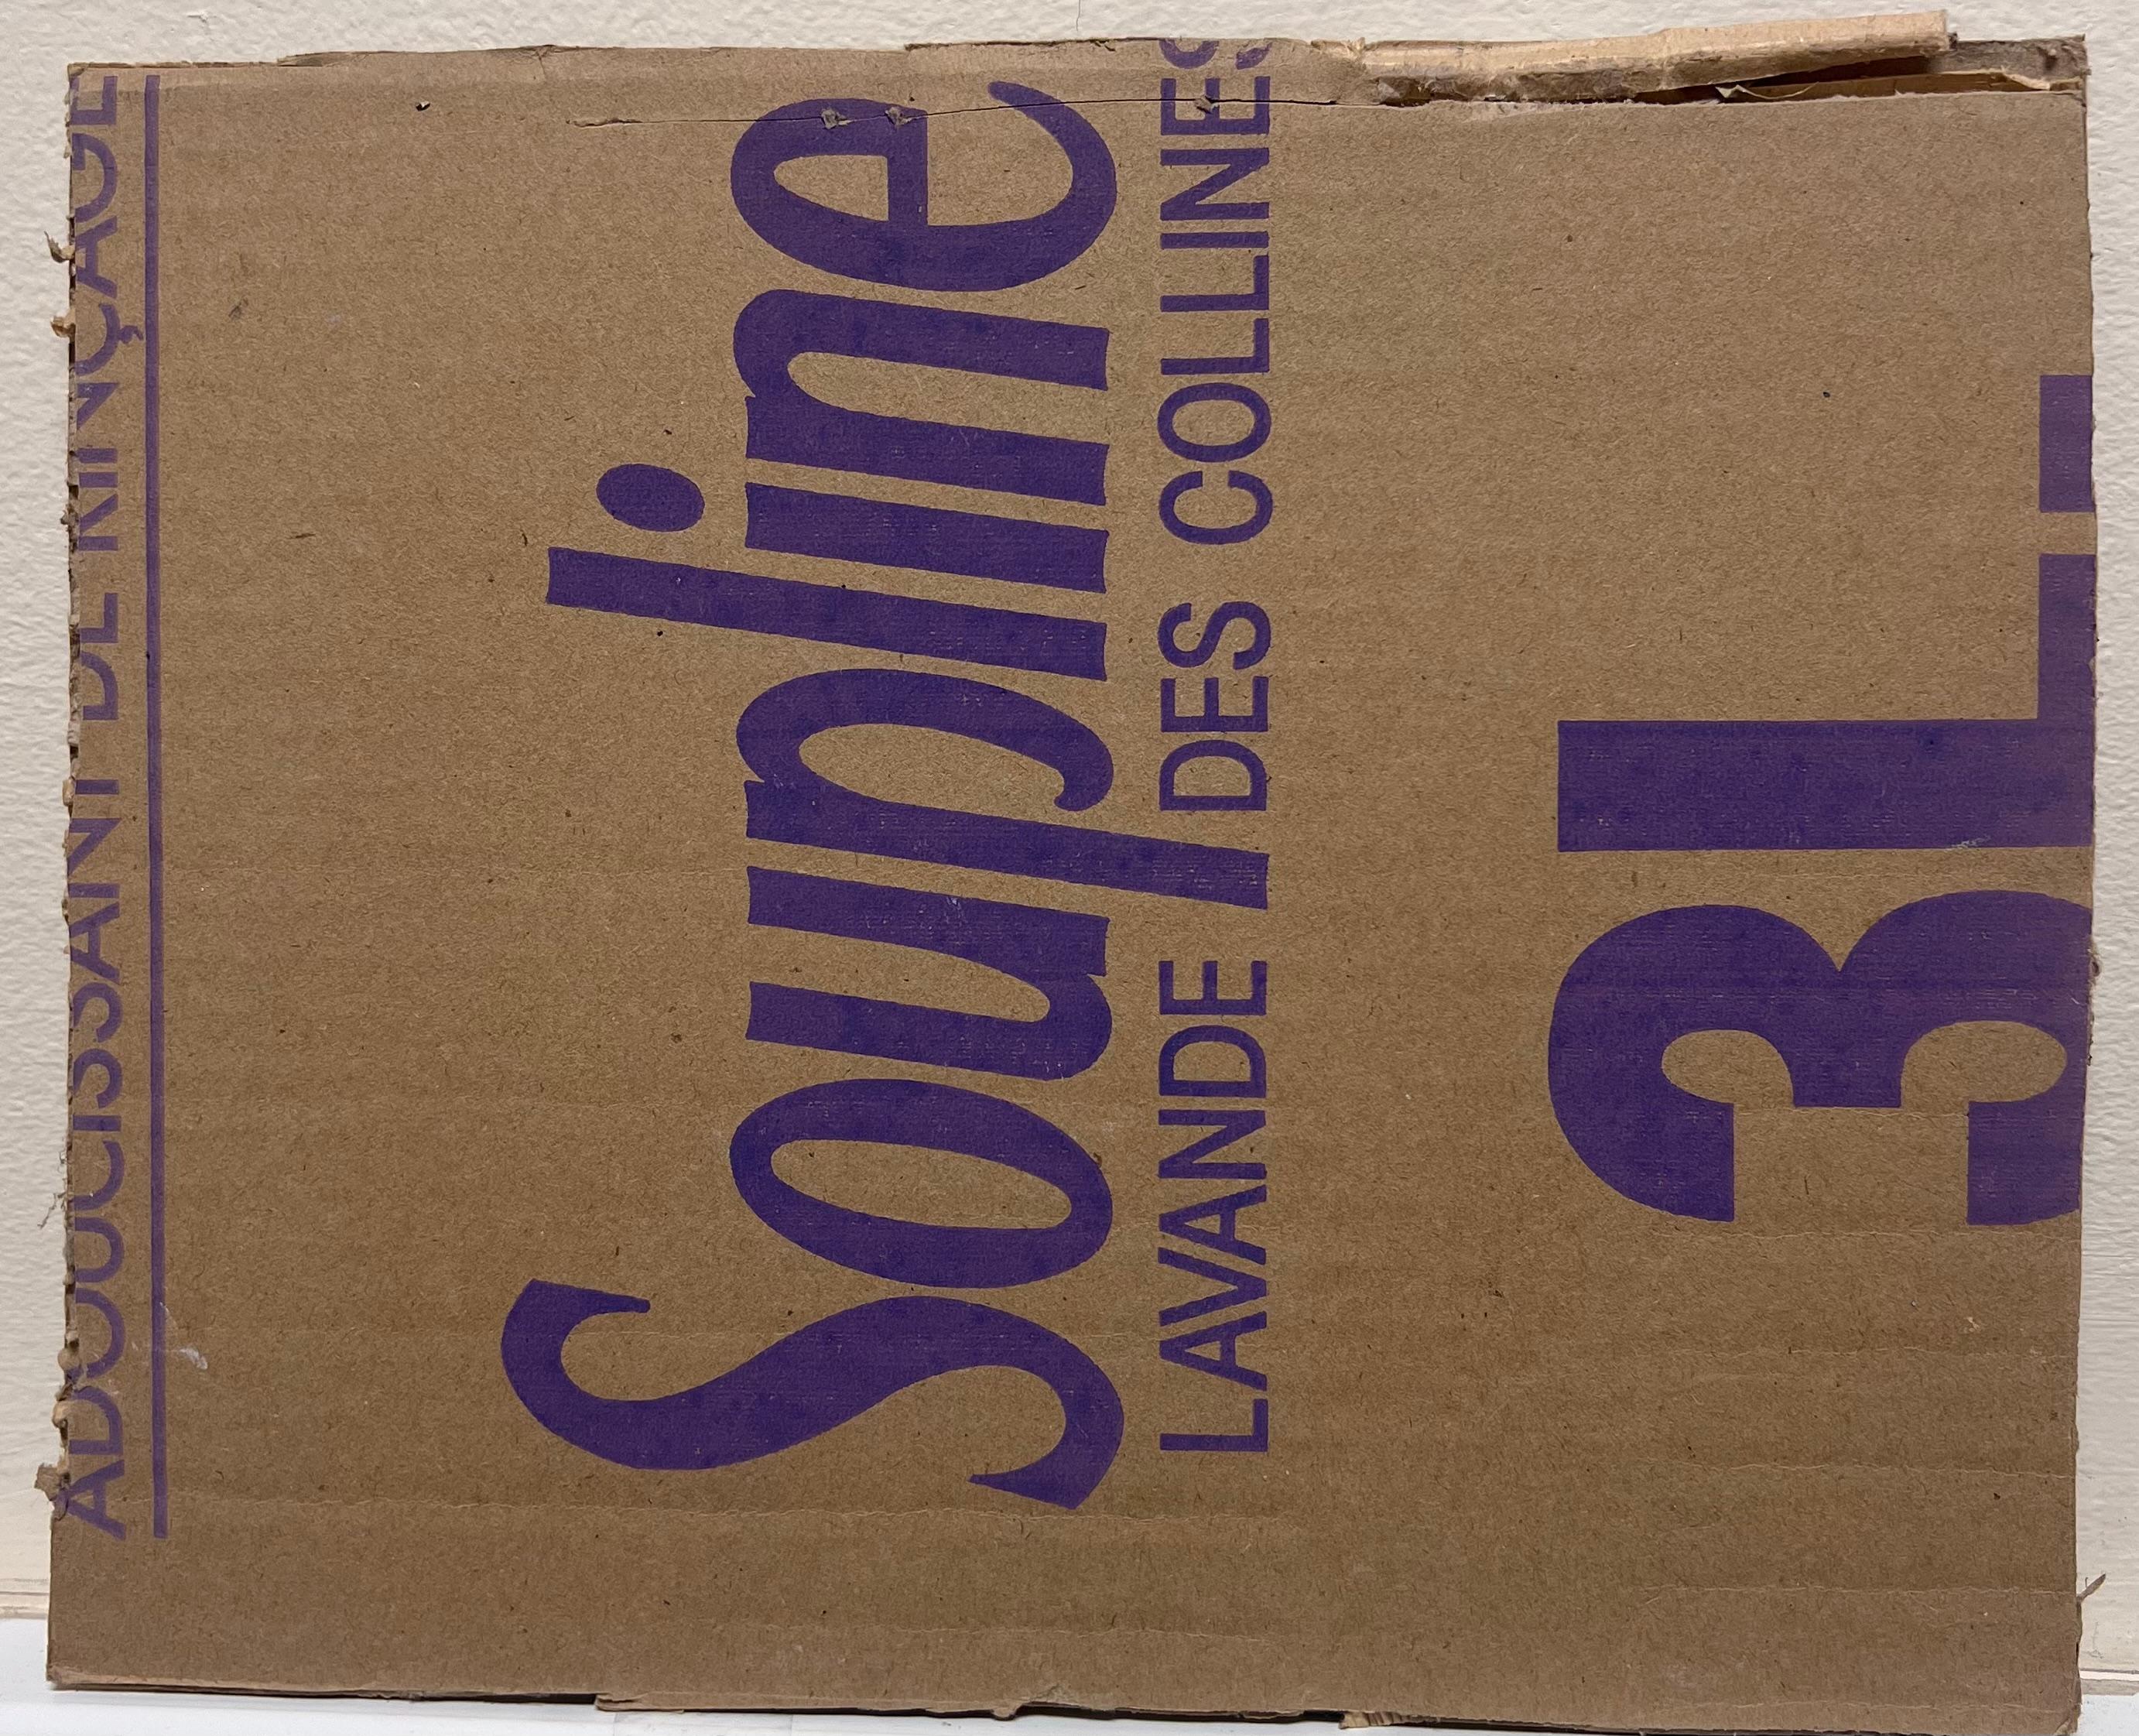 ADOUCISSANT DE RINÇAGE
Soupline
LAVANDE DES COLLINES
3L